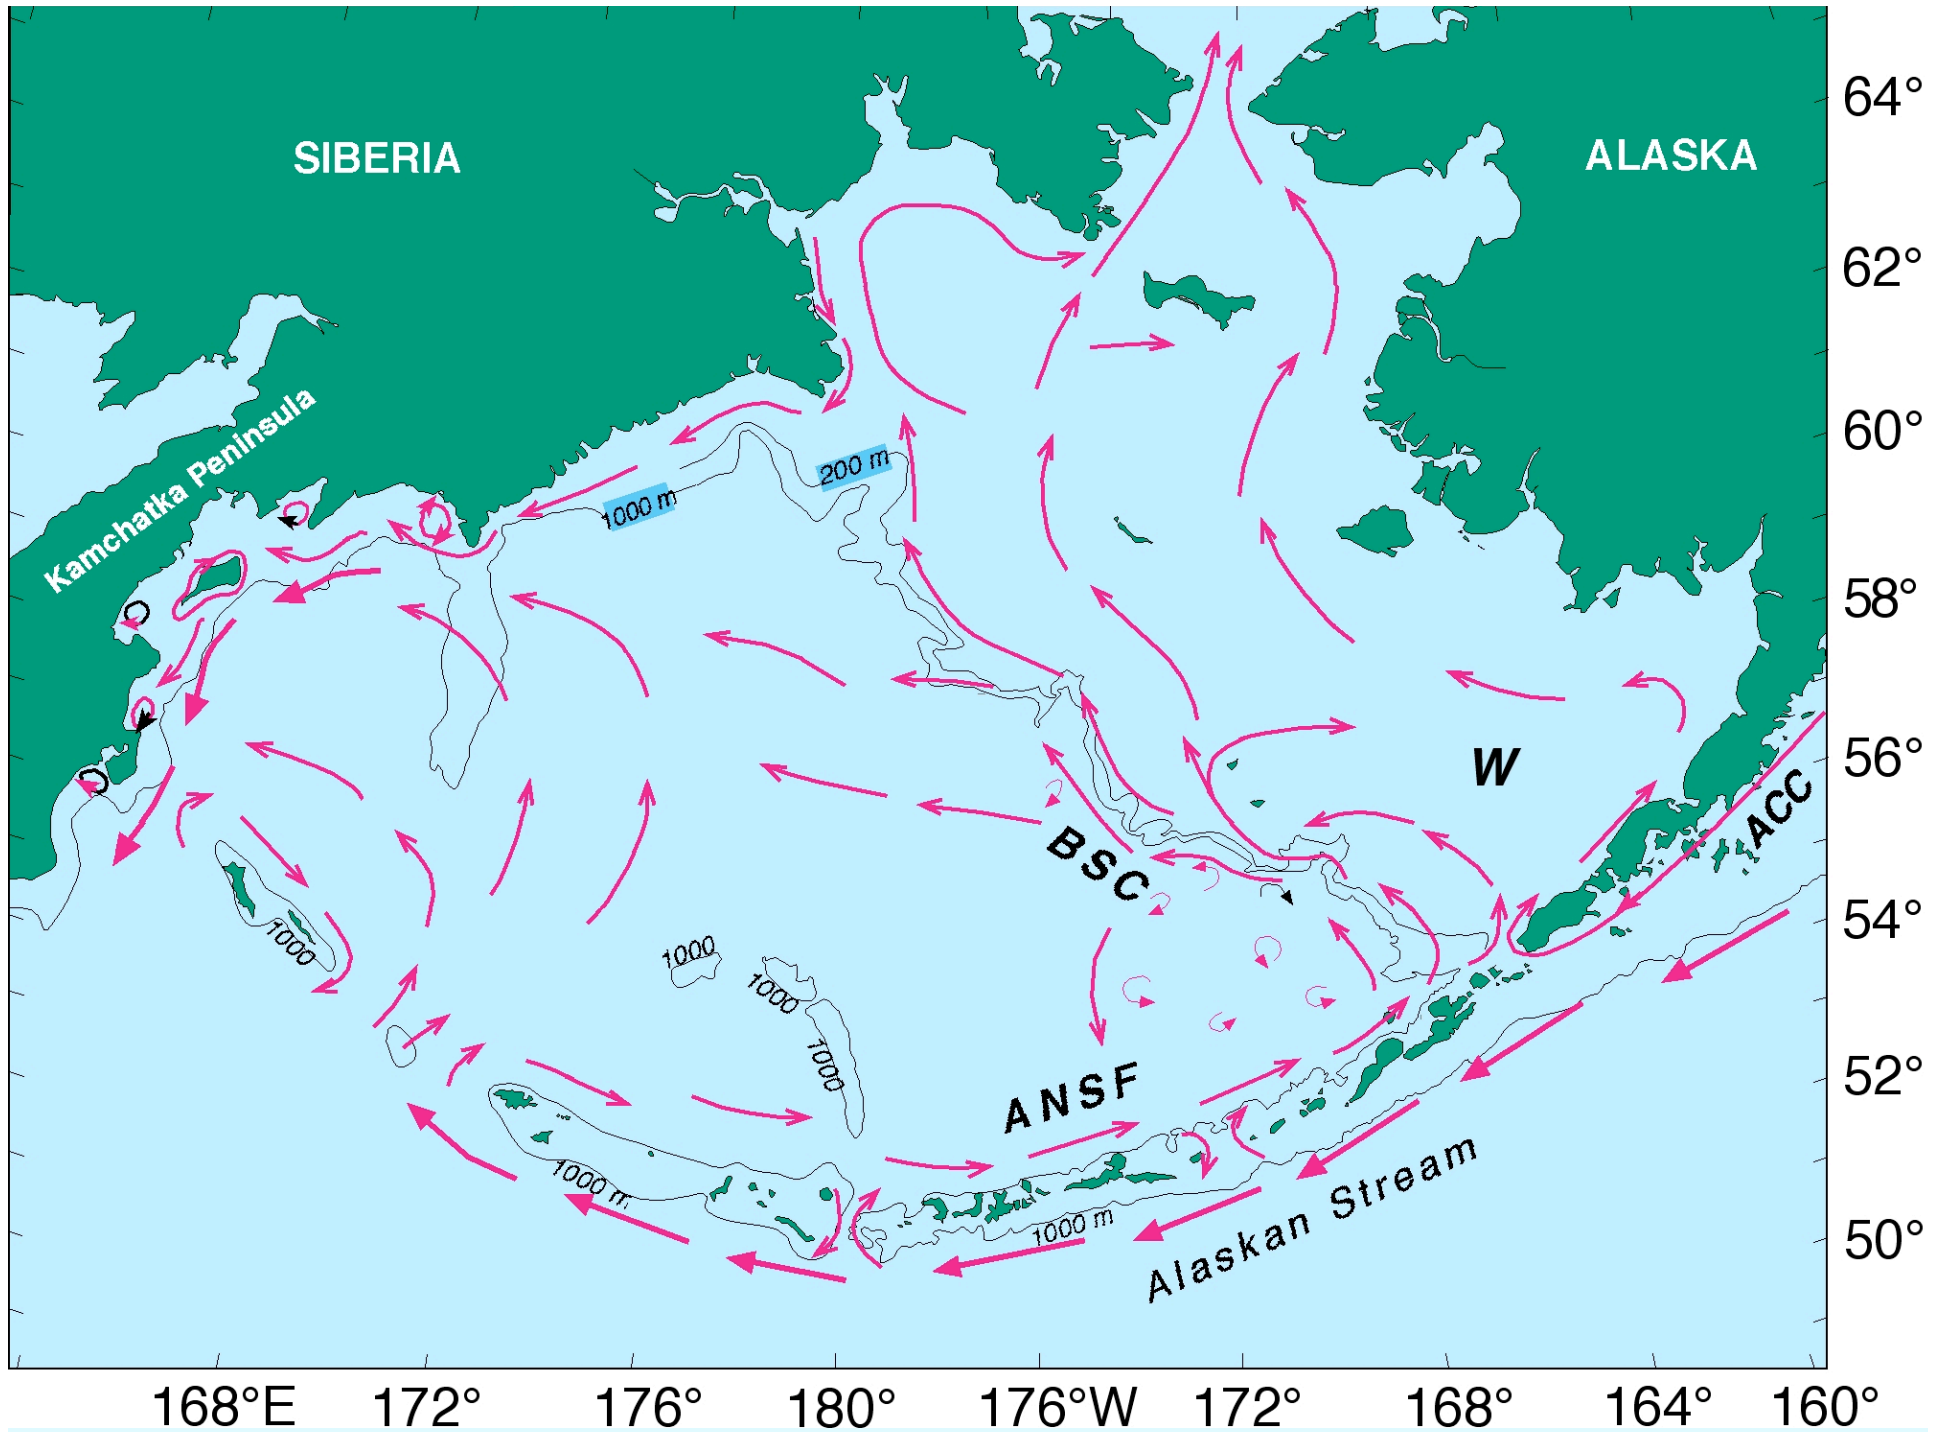 64°
SIBERIA
ALASKA
62°
60°
Kamchatka Peninsula
200 m
1000 m
58°
56°
W
ACC
BSC
54°
1000
1000
1000
1000
52°
ANSF
1000 m
1000 m
Alaskan Stream
50°
168°E 172° 176° 180° 176°W 172° 168° 164° 160°